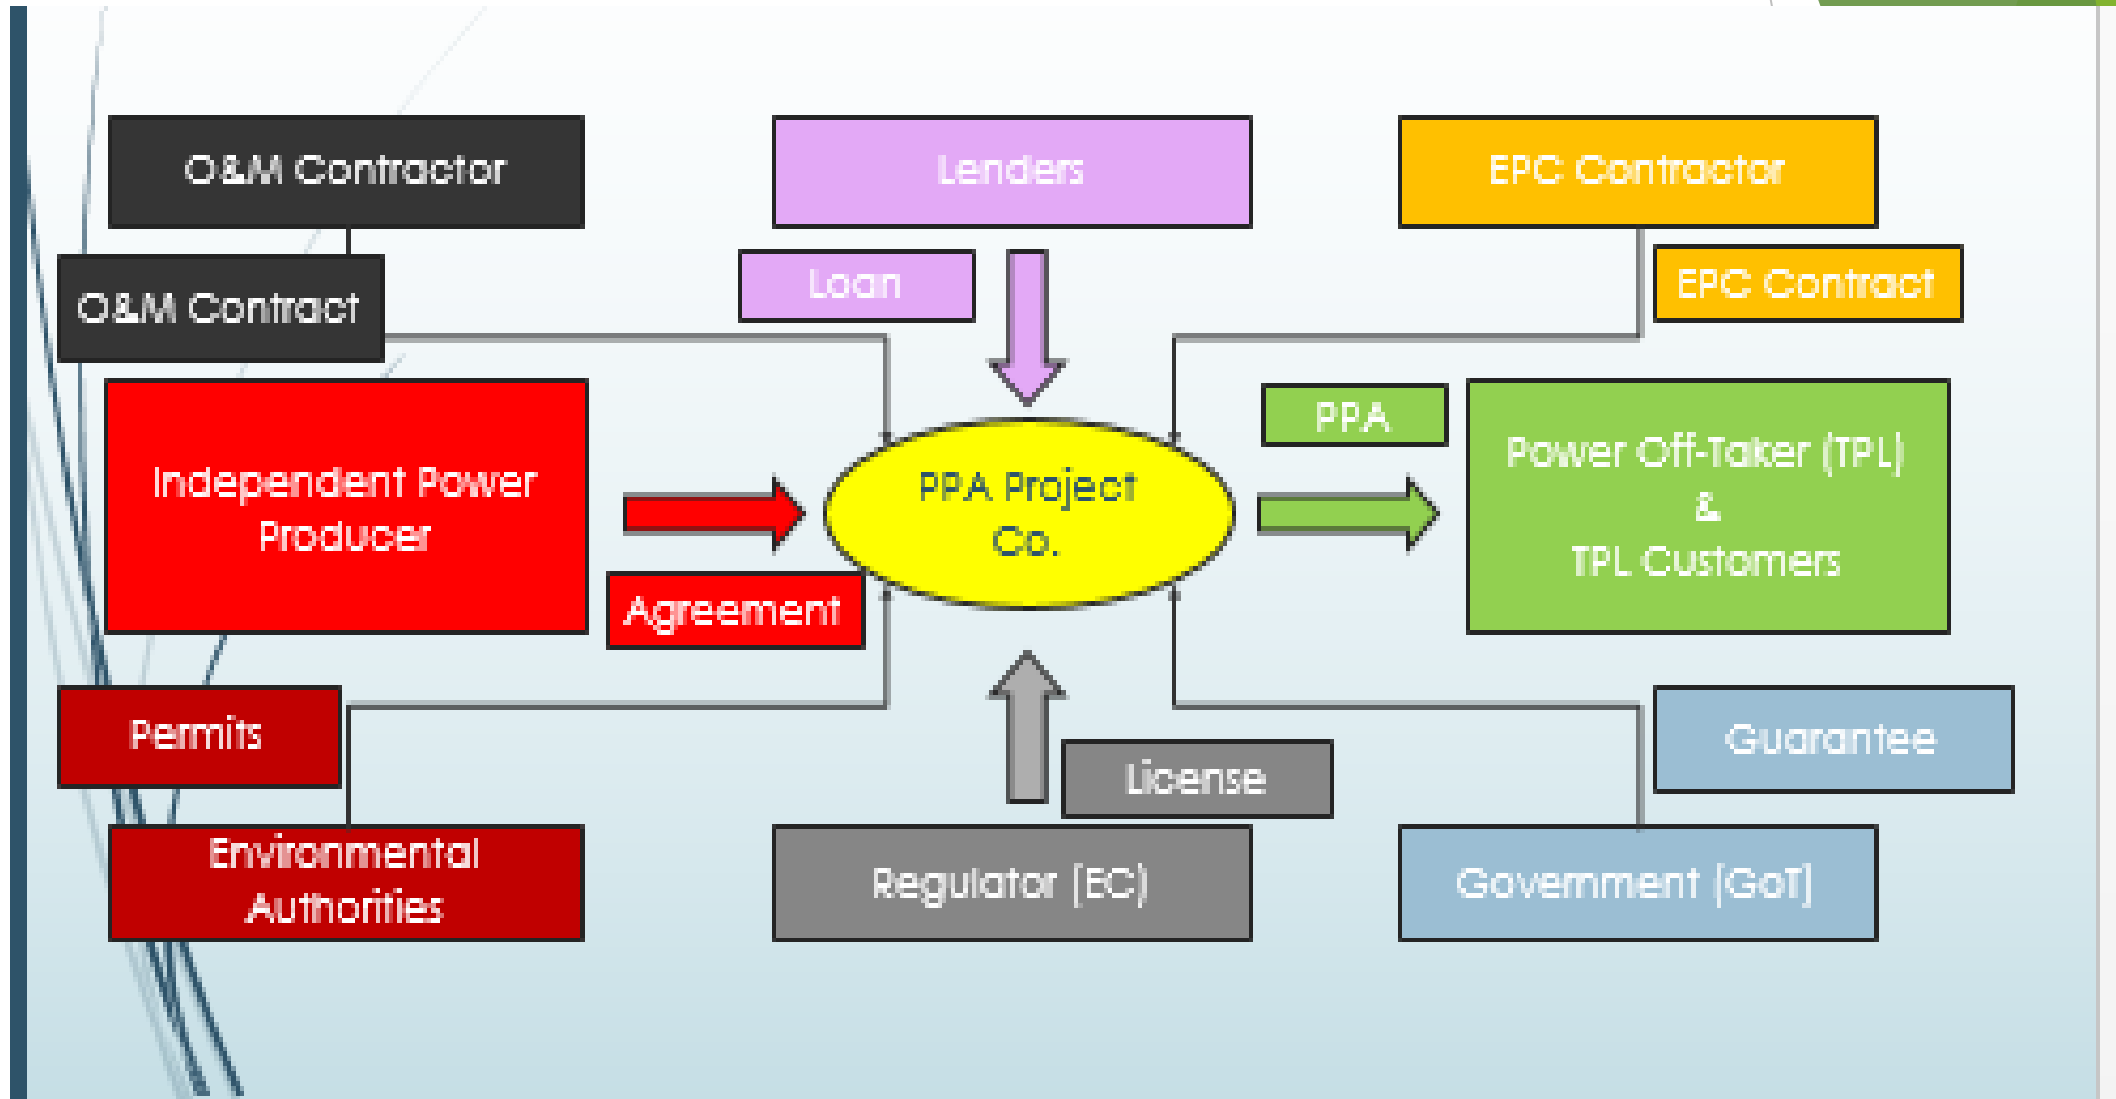 O&M Contractor
Lenders
EPC Contractor
O&M Contract
Loan
EPC Contract
Independent Power
Producer
Agreement
PPA Project
Co.
PPA
Power Off-Taker (TPL)
&
TPL Customers
Permits
Environmental
Authorities
License
Regulator (EC)
Guarantee
Government (GoT)